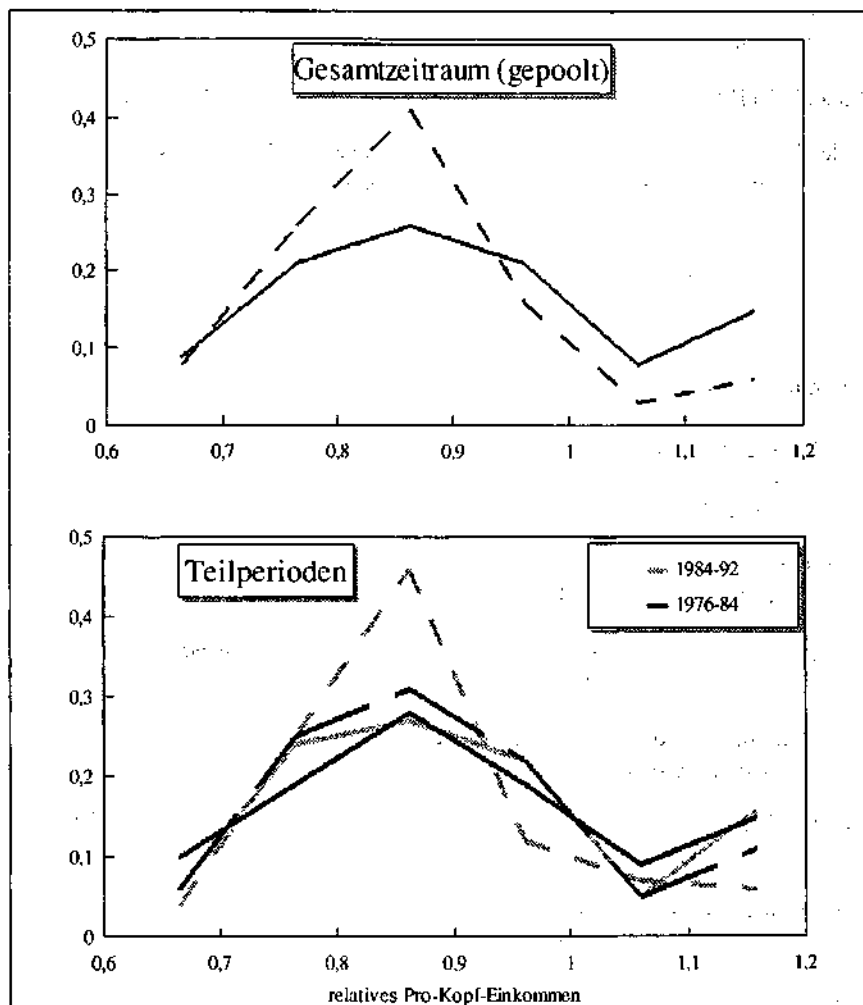 Gesamtzeitraum (gepoolt)
0,5
0,4
0,3
0,2
0,1
0
0,6 0,7 0,8 0,9 1 1,1 1,2
Teilperioden
1984-92
1976-84
0,5
0,4
0,3
0,2
0,1
0
0,6 0,7 0,8 0,9 1 1,1 1,2
relatives Pro-Kopf-Einkommen